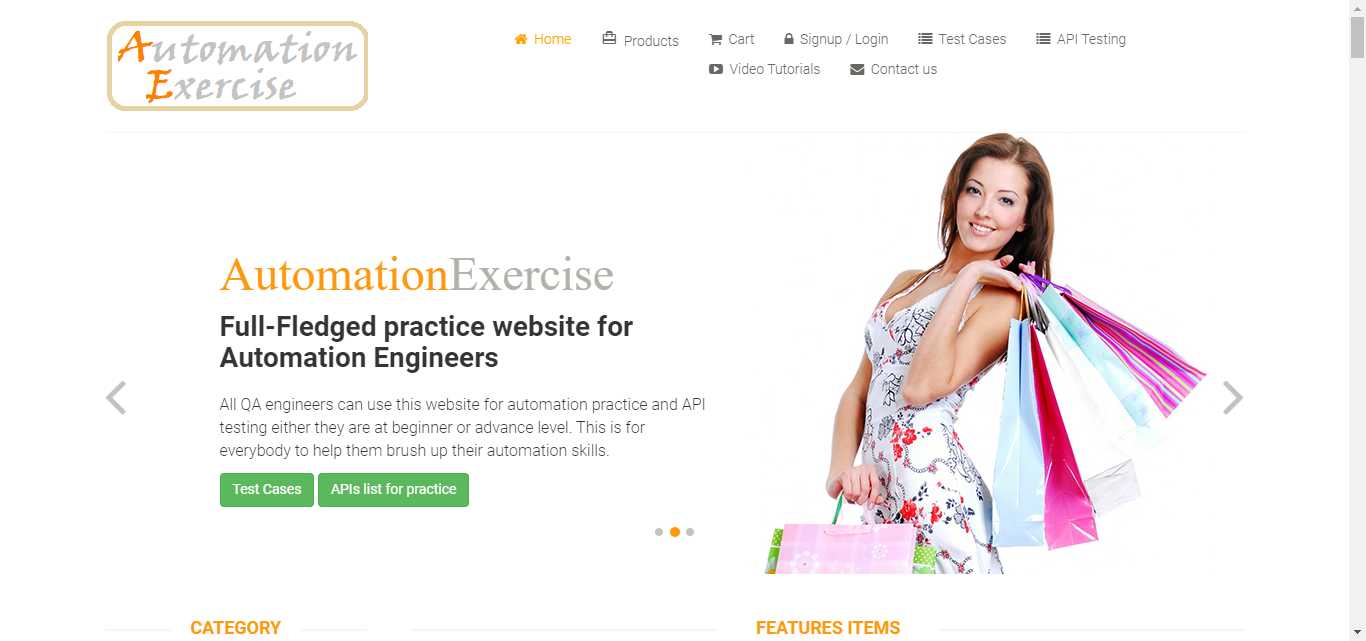 Automation
Exercise
Home Products Cart Signup / Login Test Cases API Testing
Video Tutorials Contact us
AutomationExercise
Full-Fledged practice website for
Automation Engineers
All QA engineers can use this website for automation practice and API
testing either they are at beginner or advance level. This is for
everybody to help them brush up their automation skills.
Test Cases APIs list for practice
CATEGORY FEATURES ITEMS